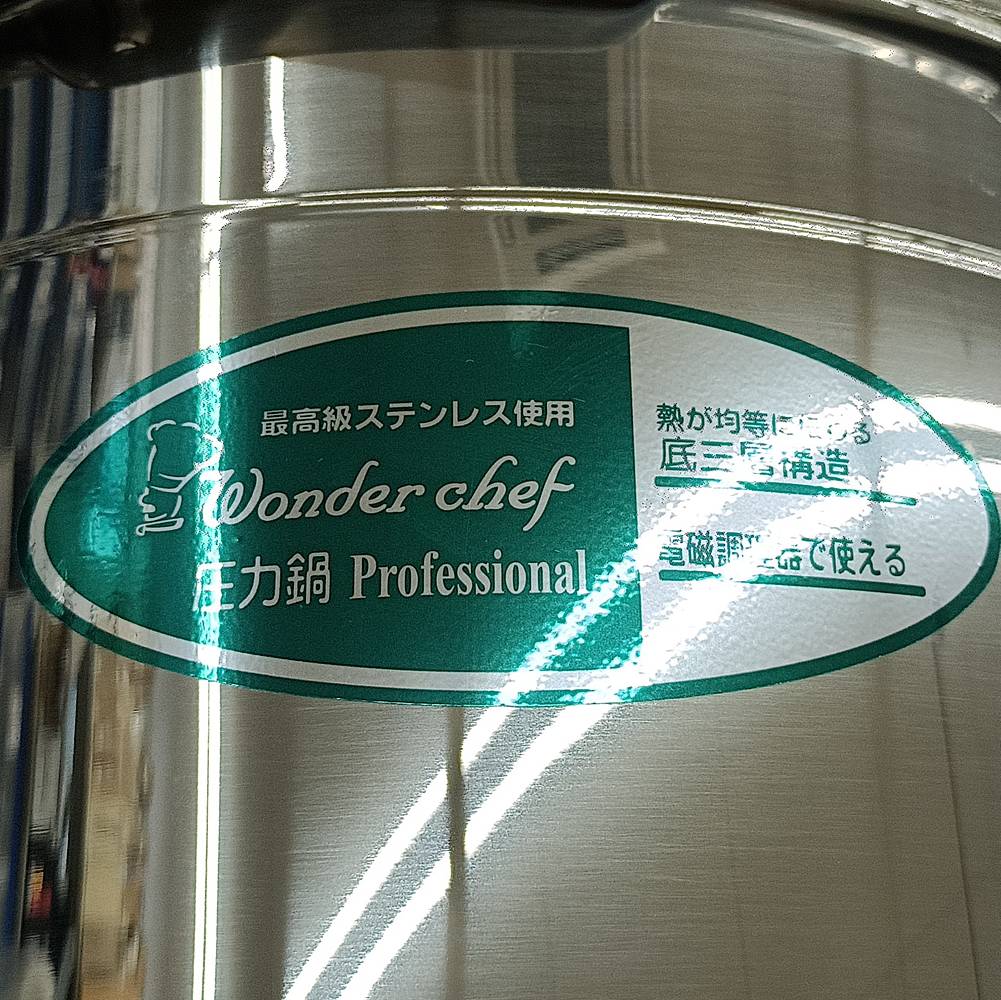 最高級ステンレス使用
Wonder chef
圧力鍋 Professional
熱が均等に
底三層構造
電磁調理器で使える